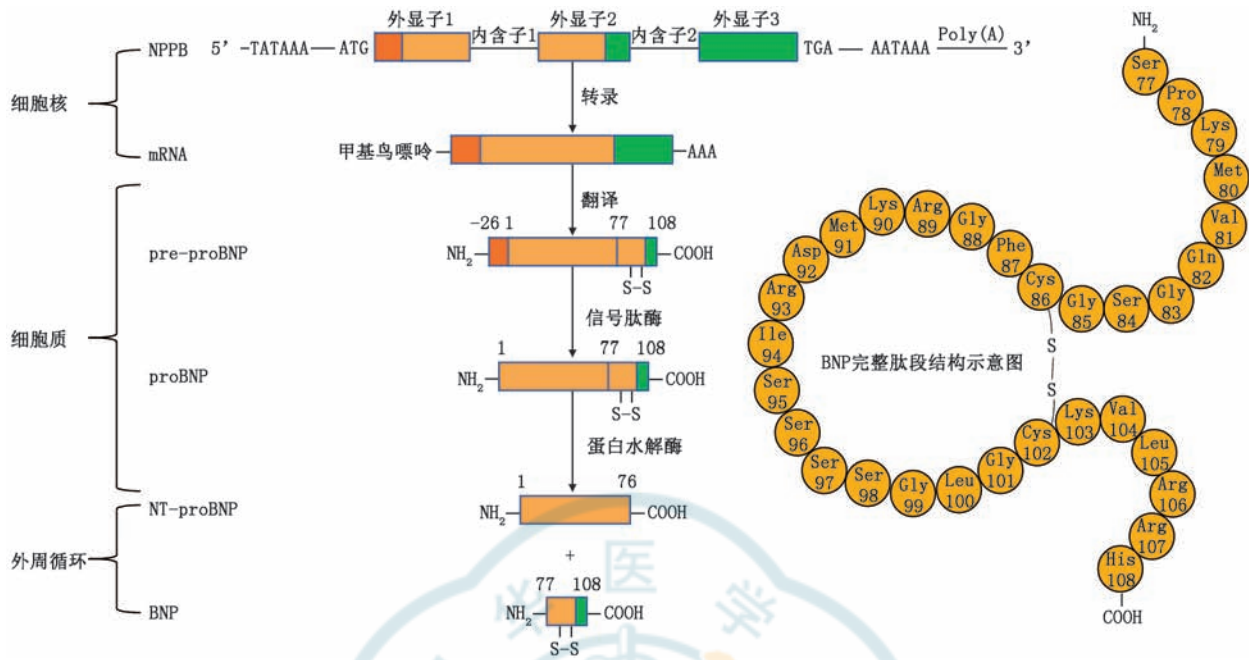 外显子1 外显子2 外显子3
内含子1 内含子2
NPPB 5' -TATAAA ATG TGA AATAAA Poly(A) 3'
细胞核
转录
mRNA 甲基鸟嘌呤 AAA
翻译
-26 1 77 108
pre-proBNP NH2 COOH
S-S
细胞质
信号肽酶
1 77 108
proBNP NH2 COOH
S-S
蛋白水解酶
1 76
NT-proBNP NH2 COOH
外周循环
+
77 108
BNP NH2 COOH
S-S
NH2
Ser 77
Pro 78
Lys 79
Met 80
Val 81
Gln 82
Gly 83
Ser 84
Gly 85
Cys 86
Phe 87
Gly 88
Arg 89
Lys 90
Met 91
Asp 92
Arg 93
Ile 94
Ser 95
Ser 96
Ser 97
Ser 98
Gly 99
Leu 100
Gly 101
Cys 102
Lys 103
Val 104
Leu 105
Arg 106
Arg 107
His 108
COOH
S
S
BNP完整肽段结构示意图
华 医 学